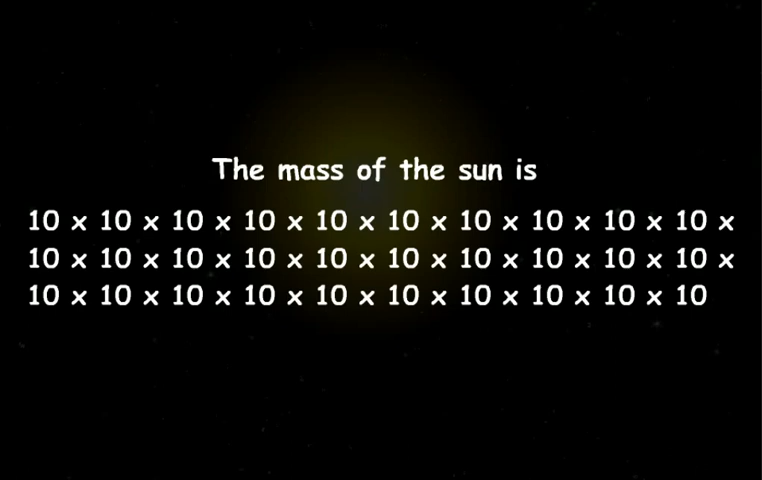 The mass of the sun is
10 x 10 x 10 x 10 x 10 x 10 x 10 x 10 x 10 x 10 x
10 x 10 x 10 x 10 x 10 x 10 x 10 x 10 x 10 x 10 x
10 x 10 x 10 x 10 x 10 x 10 x 10 x 10 x 10 x 10